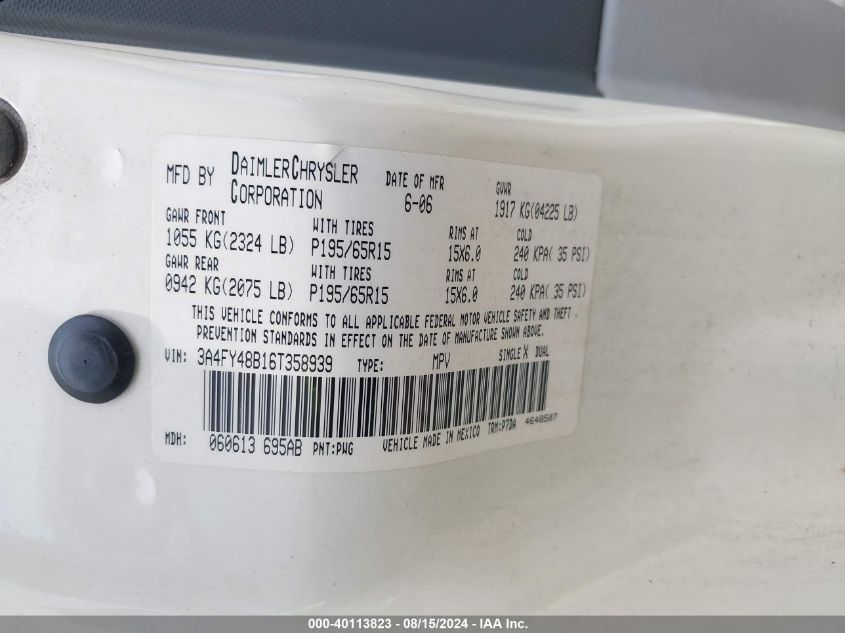 MFD BY DAIMLERCHRYSLER CORPORATION DATE OF MFR 6-06 GVWR 1917 KG(04225 LB)
GAWR FRONT WITH TIRES RIMS AT COLD
1055 KG(2324 LB) P195/65R15 15X6.0 240 KPA( 35 PSI)
GAWR REAR WITH TIRES RIMS AT COLD
0942 KG(2075 LB) P195/65R15 15X6.0 240 KPA( 35 PSI)
THIS VEHICLE CONFORMS TO ALL APPLICABLE FEDERAL MOTOR VEHICLE SAFETY AND THEFT
PREVENTION STANDARDS IN EFFECT ON THE DATE OF MANUFACTURE SHOWN ABOVE.
VIN: 3A4FY48B16T358939 TYPE: MPV SINGLE X DUAL
MDH: 060613 695AB PNT:PWG VEHICLE MADE IN MEXICO TRM:P7DA 4648507
000-40113823 / 08/15/2024 - Copyright © 2024 - IAA Inc.